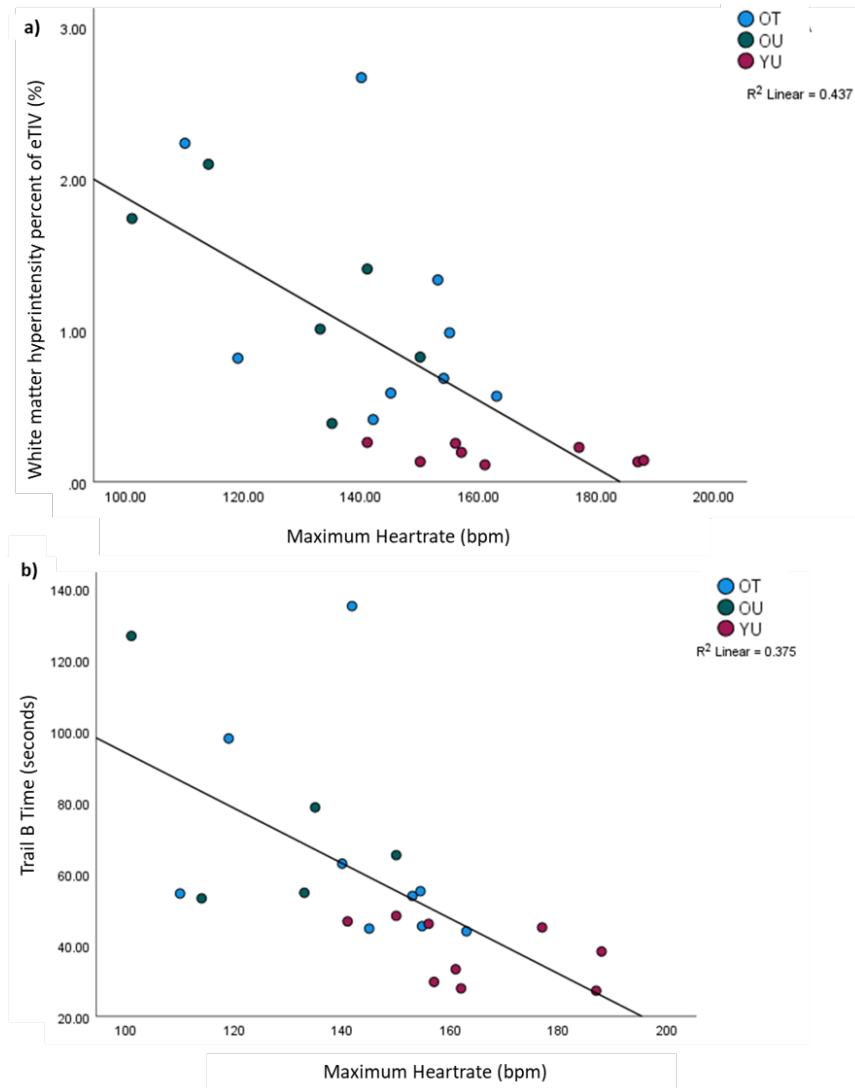 a)
OT
OU
YU
R² Linear = 0.437
White matter hyperintensity percent of eTIV (%)
3.00
2.00
1.00
.00
100.00 120.00 140.00 160.00 180.00 200.00
Maximum Heartrate (bpm)
b)
OT
OU
YU
R² Linear = 0.375
Trail B Time (seconds)
140.00
120.00
100.00
80.00
60.00
40.00
20.00
100 120 140 160 180 200
Maximum Heartrate (bpm)